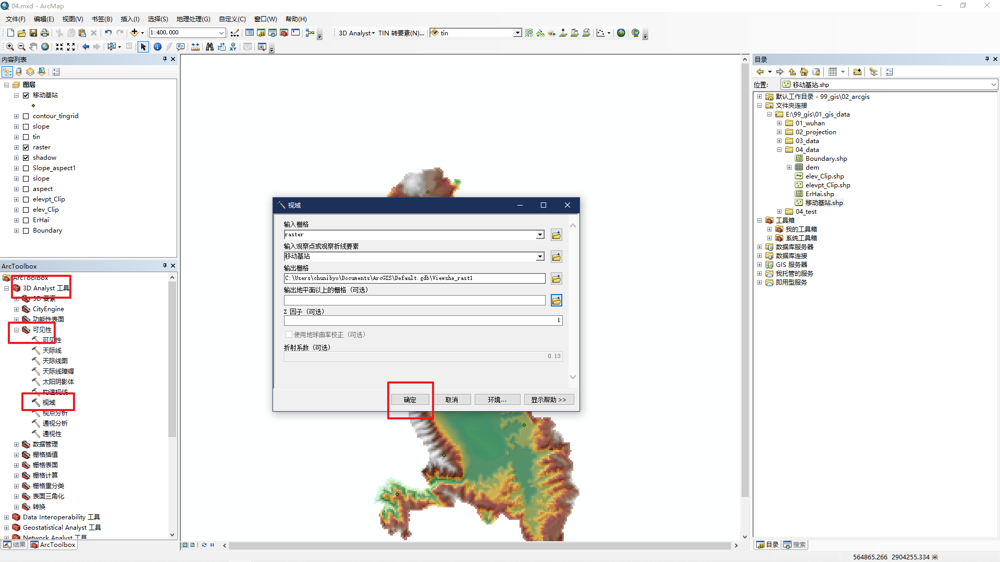 04.mxd - ArcMap
文件(F) 编辑(E) 视图(V) 书签(B) 插入(I) 选择(S) 地理处理(G) 自定义(C) 窗口(W) 帮助(H)
1:400,000
3D Analyst TIN 转要素(N)... tin
内容列表
图层
移动基站
contour_tingrid
slope
tin
raster
shadow
Slope_aspect1
slope
aspect
elevpt_Clip
elev_Clip
ErHai
Boundary
ArcToolbox
ArcToolbox
3D Analyst 工具
3D 要素
CityEngine
功能性表面
可见性
可见性
天际线
天际线图
天际线障碍
太阳阴影体
构造视线
视域
视点分析
通视分析
通视性
数据管理
栅格插值
栅格表面
栅格计算
栅格重分类
表面三角化
转换
Data Interoperability 工具
Geostatistical Analyst 工具
Network Analyst 工具
结果 ArcToolbox
视域
输入栅格
raster
输入观察点或观察折线要素
移动基站
输出栅格
C:\Users\chunibyo\Documents\ArcGIS\Default.gdb\Viewshe_rast1
输出地平面以上的栅格 (可选)
Z 因子 (可选)
1
使用地球曲率校正 (可选)
折射系数 (可选)
0.13
确定 取消 环境... 显示帮助 >>
目录
位置: 移动基站.shp
默认工作目录 - 99_gis\02_arcgis
文件夹连接
E:\99_gis\01_gis_data
01_wuhan
02_projection
03_data
04_data
Boundary.shp
dem
elev_Clip.shp
elevpt_Clip.shp
ErHai.shp
移动基站.shp
04_test
工具箱
我的工具箱
系统工具箱
数据库服务器
数据库连接
GIS 服务器
我托管的服务
即用型服务
目录 搜索
564865.266 2904255.334 米